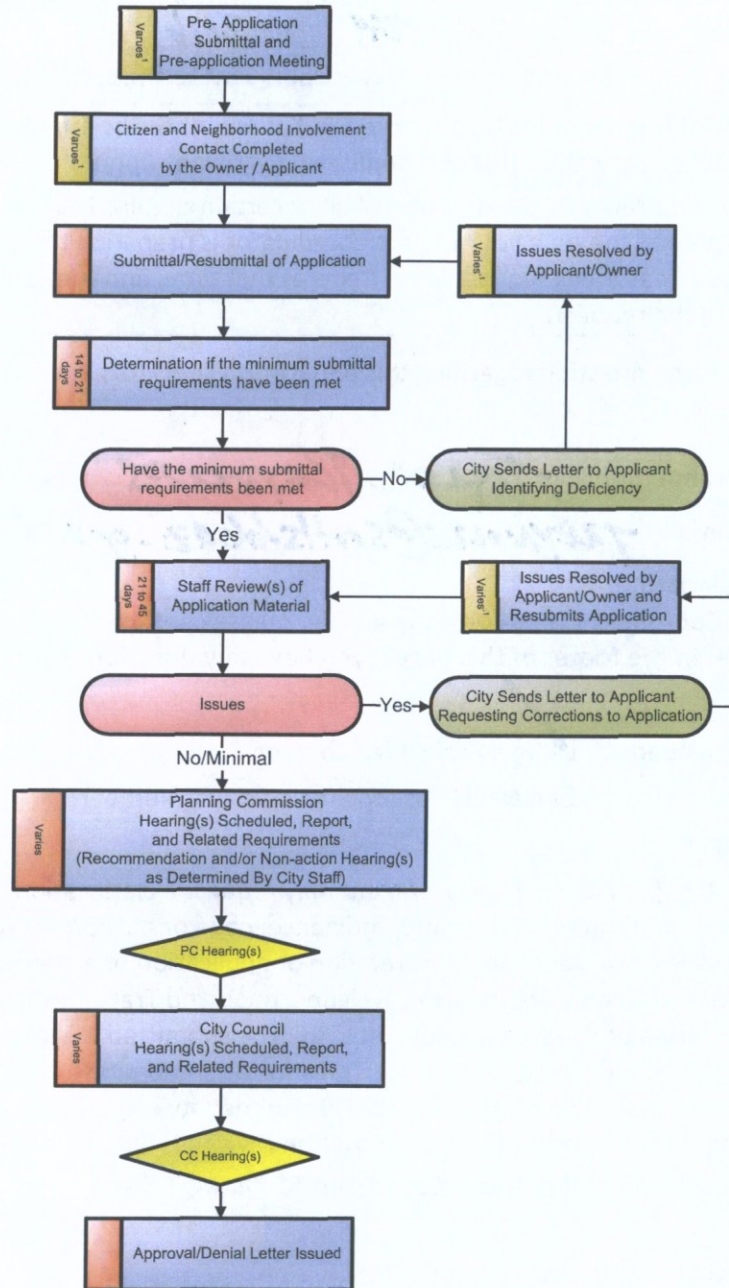 Varues¹
Pre- Application
Submittal and
Pre-application Meeting
Varues¹
Citizen and Neighborhood Involvement
Contact Completed
by the Owner / Applicant
Submittal/Resubmittal of Application
Varies¹
Issues Resolved by
Applicant/Owner
14 to 21
days
Determination if the minimum submittal
requirements have been met
Have the minimum submittal
requirements been met
No
City Sends Letter to Applicant
Identifying Deficiency
Yes
21 to 45
days
Staff Review(s) of
Application Material
Varies¹
Issues Resolved by
Applicant/Owner and
Resubmits Application
Issues
Yes
City Sends Letter to Applicant
Requesting Corrections to Application
No/Minimal
Varies
Planning Commission
Hearing(s) Scheduled, Report,
and Related Requirements
(Recommendation and/or Non-action Hearing(s)
as Determined By City Staff)
PC Hearing(s)
Varies
City Council
Hearing(s) Scheduled, Report,
and Related Requirements
CC Hearing(s)
Approval/Denial Letter Issued